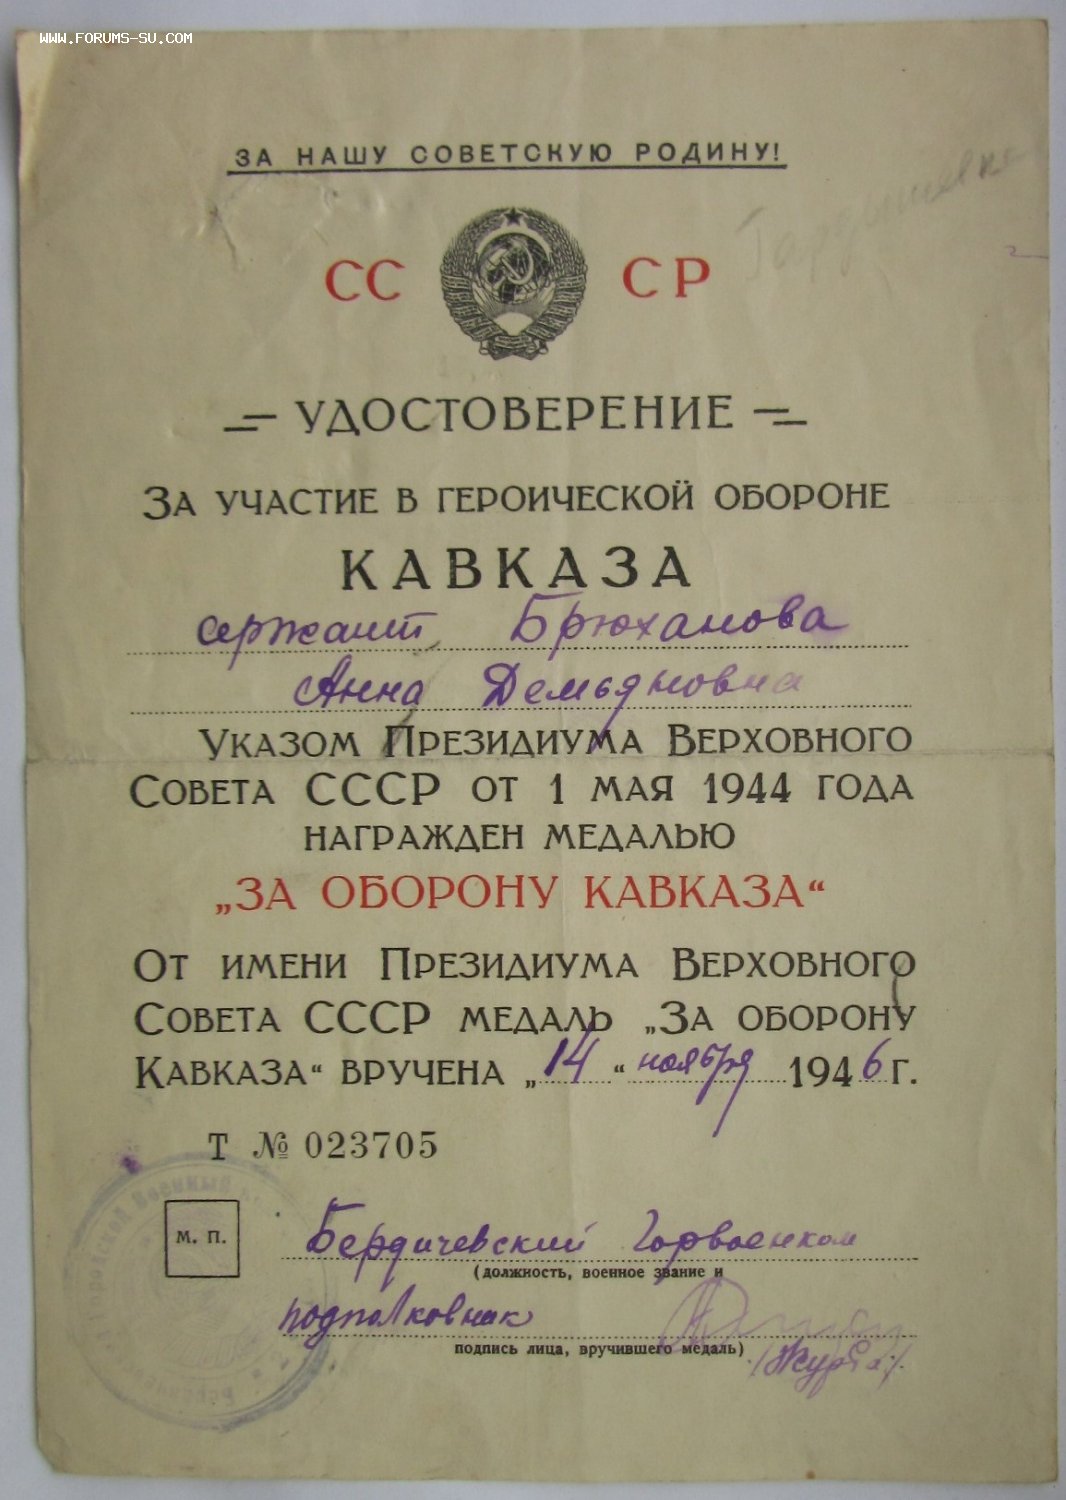 WWW.FORUMS-SU.COM
ЗА НАШУ СОВЕТСКУЮ РОДИНУ!
СС СР
УДОСТОВЕРЕНИЕ
ЗА УЧАСТИЕ В ГЕРОИЧЕСКОЙ ОБОРОНЕ
КАВКАЗА
сержант Брюханова
Анна Демьяновна
УКАЗОМ ПРЕЗИДИУМА ВЕРХОВНОГО
СОВЕТА СССР ОТ 1 МАЯ 1944 ГОДА
НАГРАЖДЕН МЕДАЛЬЮ
„ЗА ОБОРОНУ КАВКАЗА“
ОТ ИМЕНИ ПРЕЗИДИУМА ВЕРХОВНОГО
СОВЕТА СССР МЕДАЛЬ „ЗА ОБОРОНУ
КАВКАЗА“ ВРУЧЕНА „14“ ноября 1946 Г.
Т № 023705
М. П.
Бердичевский Горвоенком
(должность, военное звание и
подполковник
подпись лица, вручившего медаль)